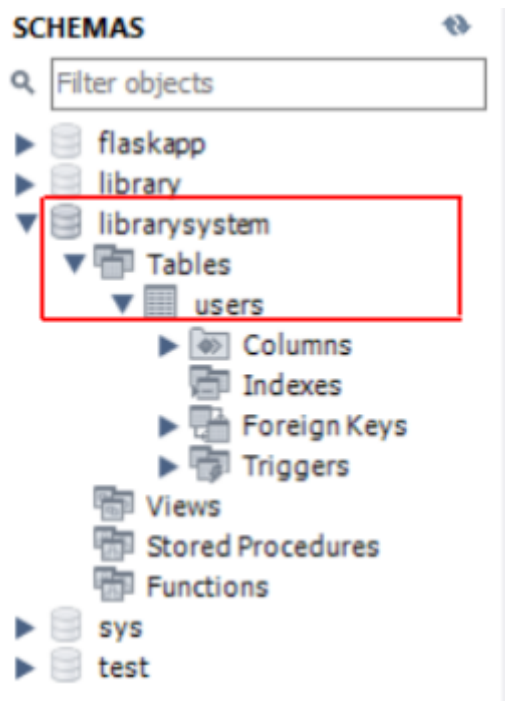 SCHEMAS
Filter objects
flaskapp
library
librarysystem
Tables
users
Columns
Indexes
Foreign Keys
Triggers
Views
Stored Procedures
Functions
sys
test